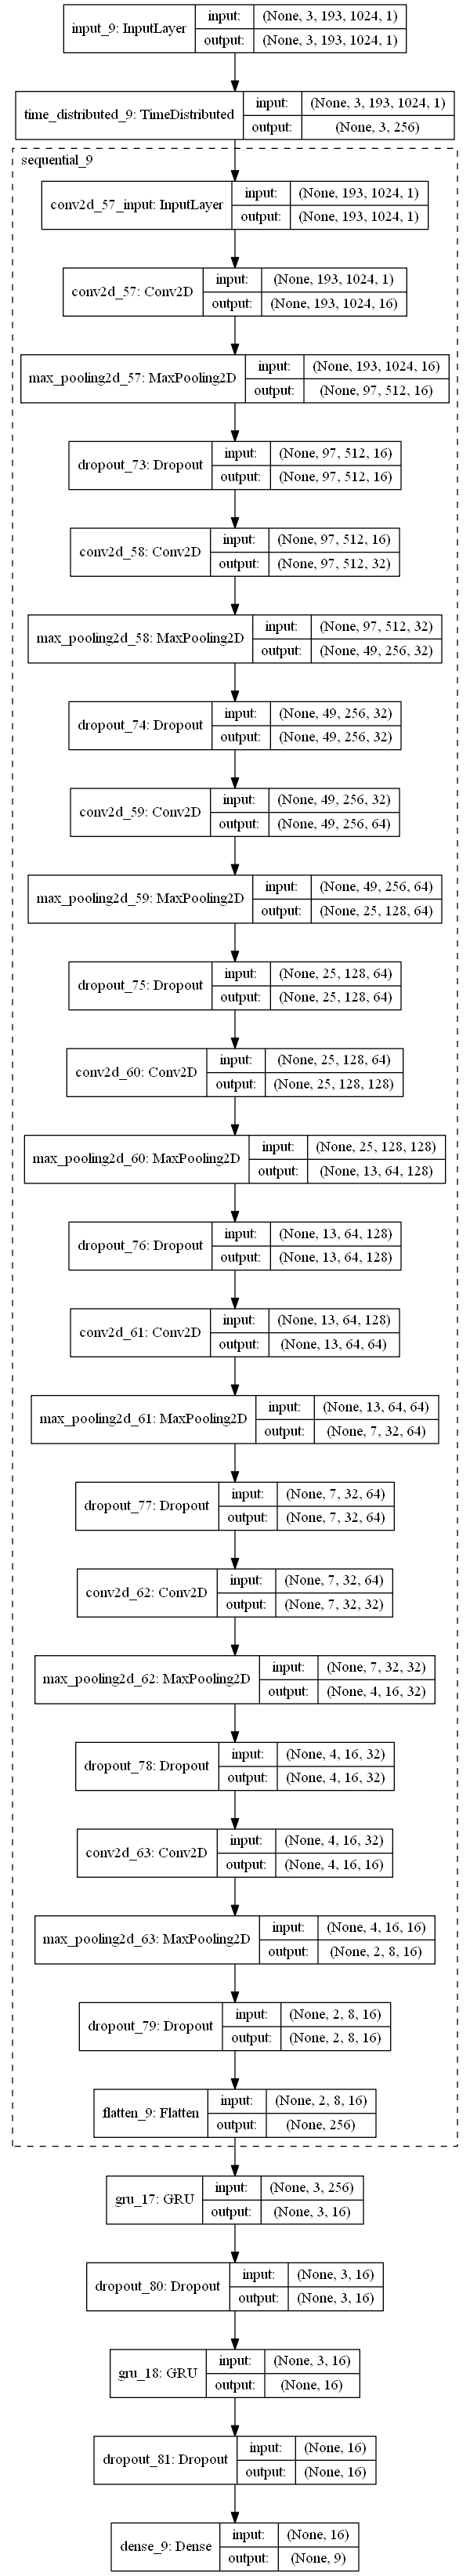 input_9: InputLayer input: (None, 3, 193, 1024, 1)
output: (None, 3, 193, 1024, 1)
time_distributed_9: TimeDistributed input: (None, 3, 193, 1024, 1)
output: (None, 3, 256)
sequential_9
conv2d_57_input: InputLayer input: (None, 193, 1024, 1)
output: (None, 193, 1024, 1)
conv2d_57: Conv2D input: (None, 193, 1024, 1)
output: (None, 193, 1024, 16)
max_pooling2d_57: MaxPooling2D input: (None, 193, 1024, 16)
output: (None, 97, 512, 16)
dropout_73: Dropout input: (None, 97, 512, 16)
output: (None, 97, 512, 16)
conv2d_58: Conv2D input: (None, 97, 512, 16)
output: (None, 97, 512, 32)
max_pooling2d_58: MaxPooling2D input: (None, 97, 512, 32)
output: (None, 49, 256, 32)
dropout_74: Dropout input: (None, 49, 256, 32)
output: (None, 49, 256, 32)
conv2d_59: Conv2D input: (None, 49, 256, 32)
output: (None, 49, 256, 64)
max_pooling2d_59: MaxPooling2D input: (None, 49, 256, 64)
output: (None, 25, 128, 64)
dropout_75: Dropout input: (None, 25, 128, 64)
output: (None, 25, 128, 64)
conv2d_60: Conv2D input: (None, 25, 128, 64)
output: (None, 25, 128, 128)
max_pooling2d_60: MaxPooling2D input: (None, 25, 128, 128)
output: (None, 13, 64, 128)
dropout_76: Dropout input: (None, 13, 64, 128)
output: (None, 13, 64, 128)
conv2d_61: Conv2D input: (None, 13, 64, 128)
output: (None, 13, 64, 64)
max_pooling2d_61: MaxPooling2D input: (None, 13, 64, 64)
output: (None, 7, 32, 64)
dropout_77: Dropout input: (None, 7, 32, 64)
output: (None, 7, 32, 64)
conv2d_62: Conv2D input: (None, 7, 32, 64)
output: (None, 7, 32, 32)
max_pooling2d_62: MaxPooling2D input: (None, 7, 32, 32)
output: (None, 4, 16, 32)
dropout_78: Dropout input: (None, 4, 16, 32)
output: (None, 4, 16, 32)
conv2d_63: Conv2D input: (None, 4, 16, 32)
output: (None, 4, 16, 16)
max_pooling2d_63: MaxPooling2D input: (None, 4, 16, 16)
output: (None, 2, 8, 16)
dropout_79: Dropout input: (None, 2, 8, 16)
output: (None, 2, 8, 16)
flatten_9: Flatten input: (None, 2, 8, 16)
output: (None, 256)
gru_17: GRU input: (None, 3, 256)
output: (None, 3, 16)
dropout_80: Dropout input: (None, 3, 16)
output: (None, 3, 16)
gru_18: GRU input: (None, 3, 16)
output: (None, 16)
dropout_81: Dropout input: (None, 16)
output: (None, 16)
dense_9: Dense input: (None, 16)
output: (None, 9)